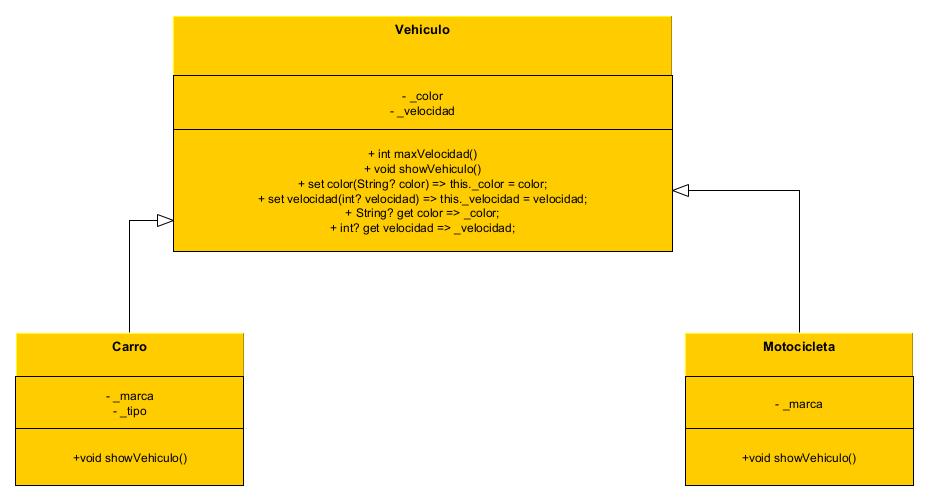 Vehiculo
- _color
- _velocidad
+ int maxVelocidad()
+ void showVehiculo()
+ set color(String? color) => this._color = color;
+ set velocidad(int? velocidad) => this._velocidad = velocidad;
+ String? get color => _color;
+ int? get velocidad => _velocidad;
Carro
- _marca
- _tipo
+void showVehiculo()
Motocicleta
- _marca
+void showVehiculo()